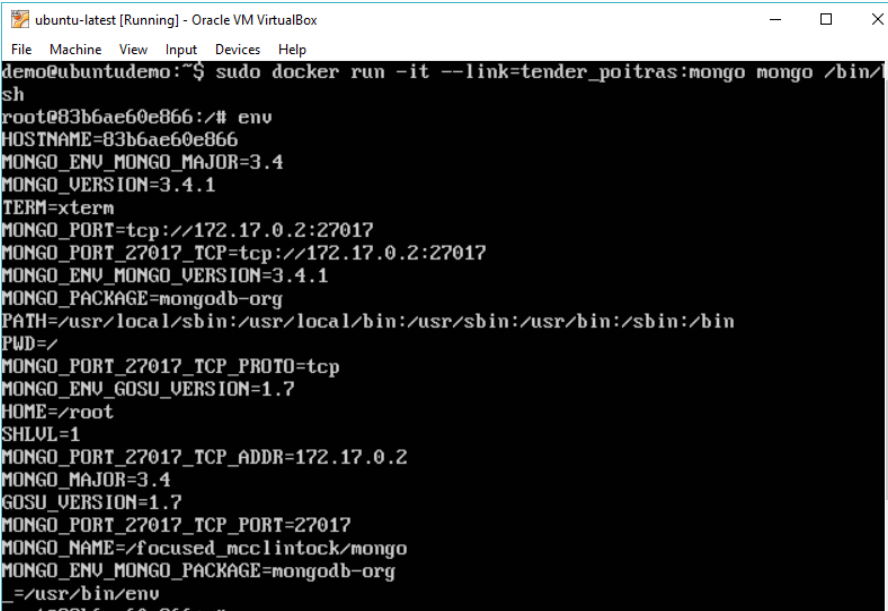 ubuntu-latest [Running] - Oracle VM VirtualBox
File Machine View Input Devices Help
demo@ubuntudemo:~$ sudo docker run -it --link=tender_poitras:mongo mongo /bin/b
sh
root@83b6ae60e866:/# env
HOSTNAME=83b6ae60e866
MONGO_ENV_MONGO_MAJOR=3.4
MONGO_VERSION=3.4.1
TERM=xterm
MONGO_PORT=tcp://172.17.0.2:27017
MONGO_PORT_27017_TCP=tcp://172.17.0.2:27017
MONGO_ENV_MONGO_VERSION=3.4.1
MONGO_PACKAGE=mongodb-org
PATH=/usr/local/sbin:/usr/local/bin:/usr/sbin:/usr/bin:/sbin:/bin
PWD=/
MONGO_PORT_27017_TCP_PROTO=tcp
MONGO_ENV_GOSU_VERSION=1.7
HOME=/root
SHLVL=1
MONGO_PORT_27017_TCP_ADDR=172.17.0.2
MONGO_MAJOR=3.4
GOSU_VERSION=1.7
MONGO_PORT_27017_TCP_PORT=27017
MONGO_NAME=/focused_mcclintock/mongo
MONGO_ENV_MONGO_PACKAGE=mongodb-org
_=/usr/bin/env